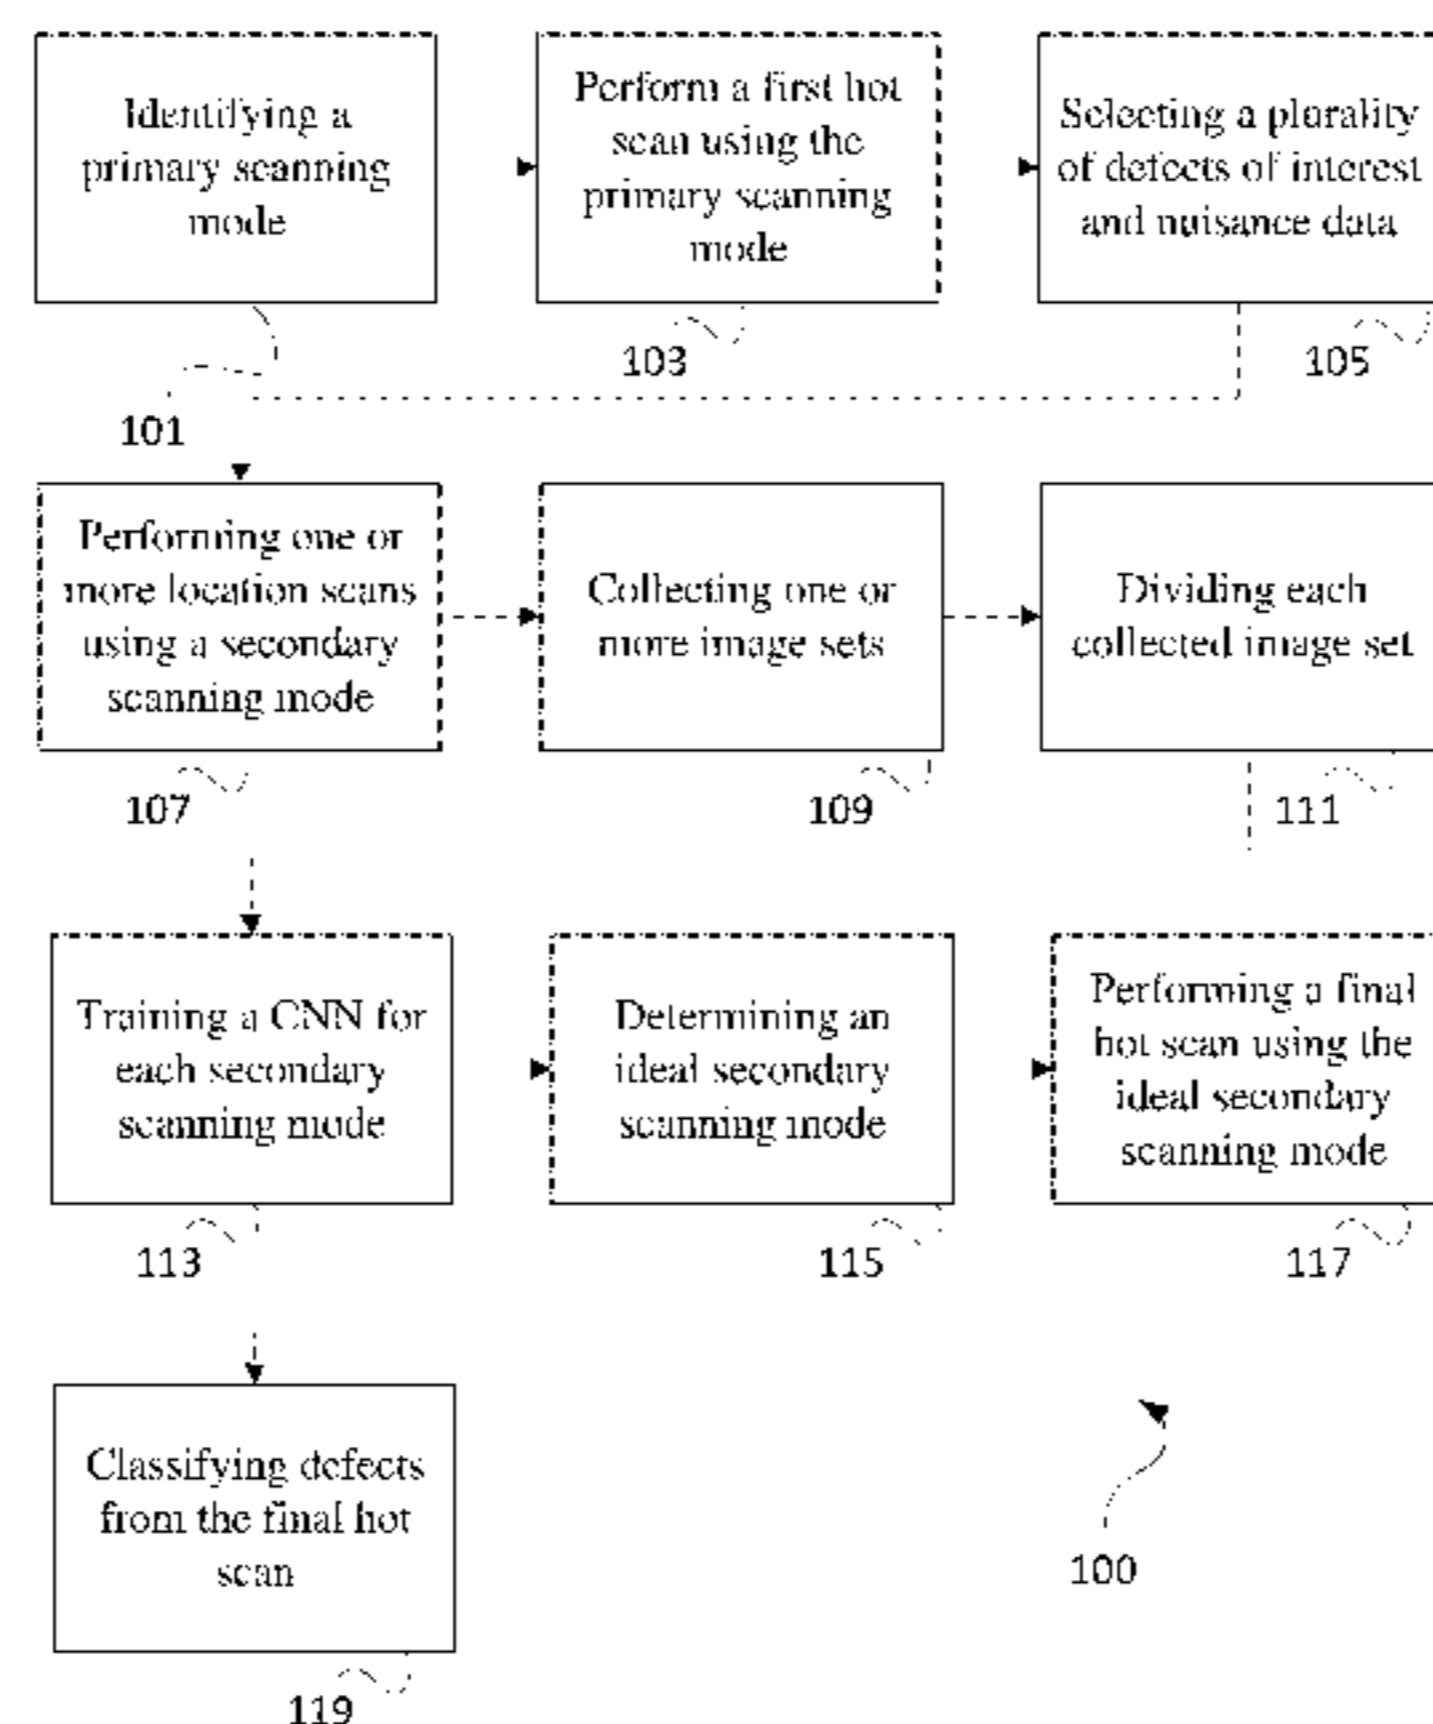 Identifying a
primary scanning
mode
Perform a first hot
scan using the
primary scanning
mode
Selecting a plurality
of defects of interest
and nuisance data
101
103
105
Performing one or
more location scans
using a secondary
scanning mode
Collecting one or
more image sets
Dividing each
collected image set
107
109
111
Training a CNN for
each secondary
scanning mode
Determining an
ideal secondary
scanning mode
Performing a final
hot scan using the
ideal secondary
scanning mode
113
115
117
Classifying defects
from the final hot
scan
119
100